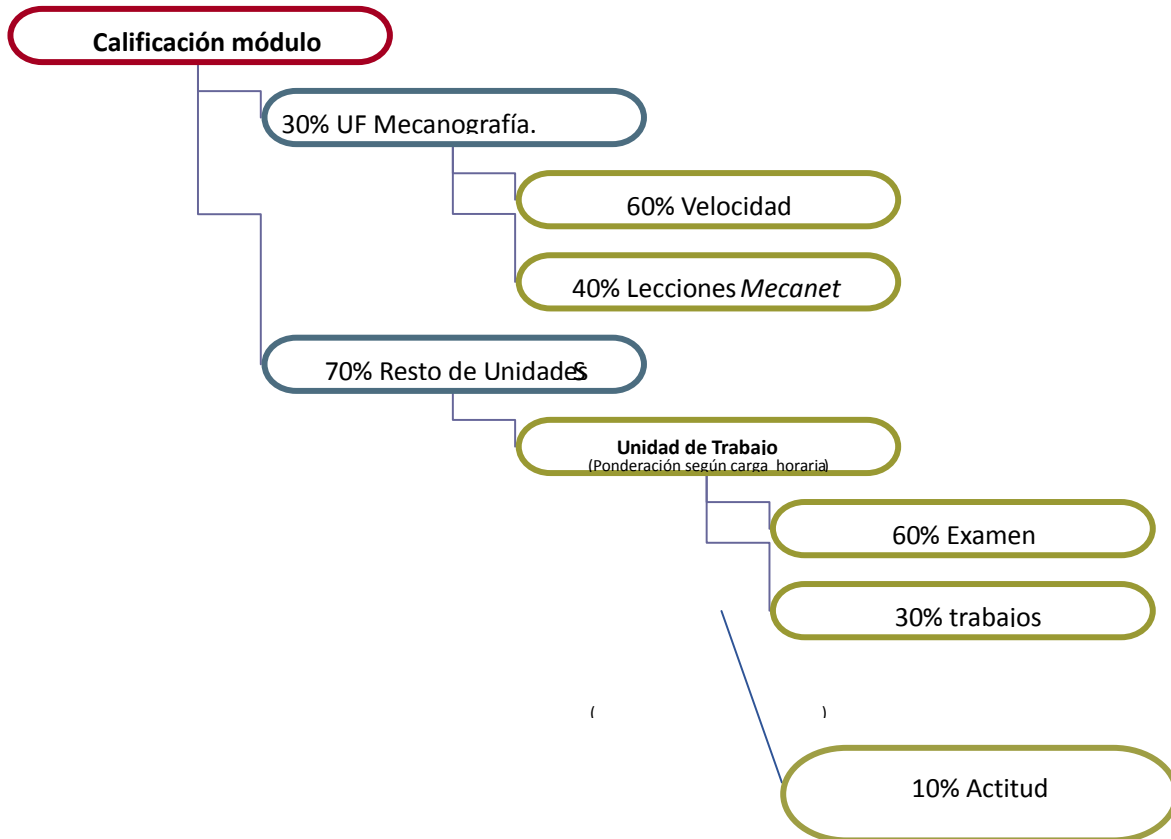 Calificación módulo
30% UF Mecanografía.
60% Velocidad
40% Lecciones Mecanet
70% Resto de Unidades
Unidad de Trabajo
(Ponderación según carga horaria)
60% Examen
30% trabajos
( )
10% Actitud